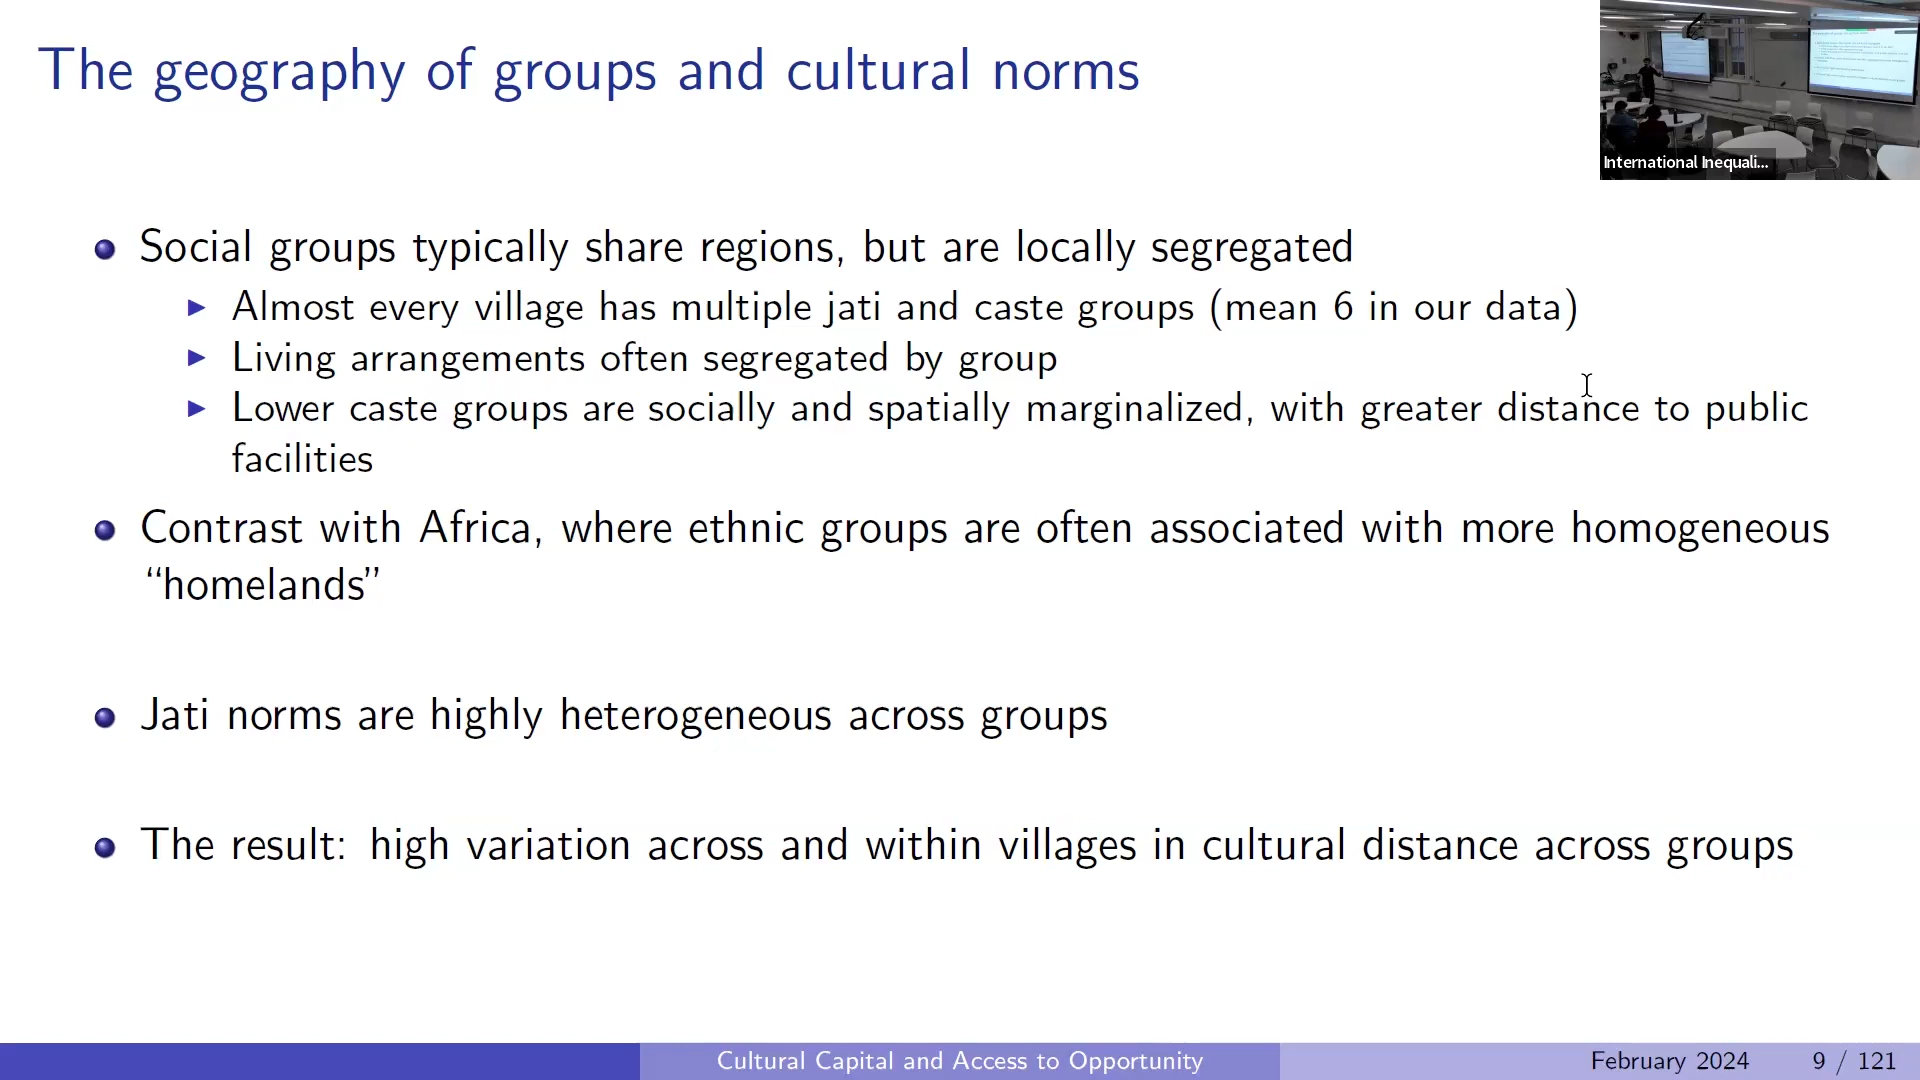 The geography of groups and cultural norms
International Inequali...
Social groups typically share regions, but are locally segregated
Almost every village has multiple jati and caste groups (mean 6 in our data)
Living arrangements often segregated by group
Lower caste groups are socially and spatially marginalized, with greater distance to public
facilities
Contrast with Africa, where ethnic groups are often associated with more homogeneous
“homelands”
Jati norms are highly heterogeneous across groups
The result: high variation across and within villages in cultural distance across groups
Cultural Capital and Access to Opportunity February 2024 9 / 121